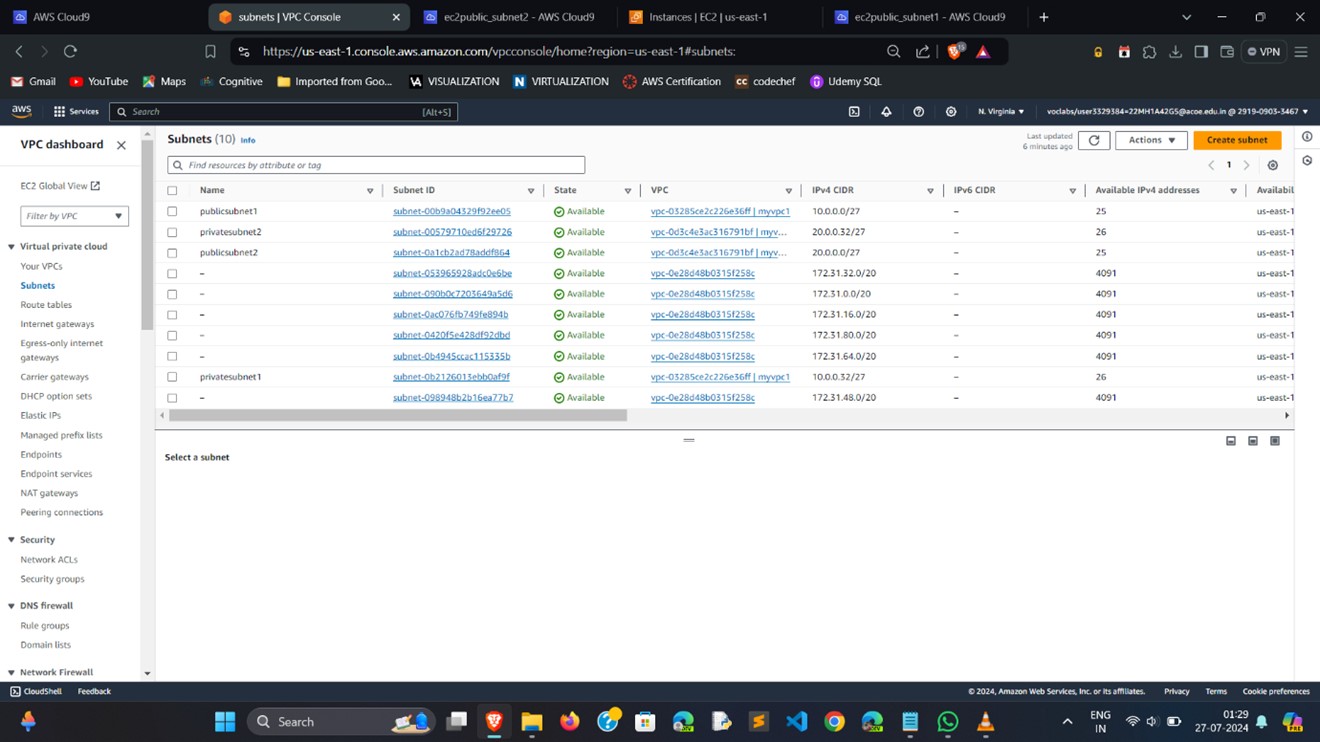 AWS Cloud9
subnets | VPC Console
ec2public_subnet2 - AWS Cloud9
Instances | EC2 | us-east-1
ec2public_subnet1 - AWS Cloud9
https://us-east-1.console.aws.amazon.com/vpcconsole/home?region=us-east-1#subnets:
VPN
Gmail YouTube Maps Cognitive Imported from Goo... VISUALIZATION VIRTUALIZATION AWS Certification codechef Udemy SQL
aws Services Search [Alt+S] N. Virginia voclabs/user3329384=22MH1A42G5@acoe.edu.in @ 2919-0903-3467
VPC dashboard
EC2 Global View
Filter by VPC
Virtual private cloud
Your VPCs
Subnets
Route tables
Internet gateways
Egress-only internet
gateways
Carrier gateways
DHCP option sets
Elastic IPs
Managed prefix lists
Endpoints
Endpoint services
NAT gateways
Peering connections
Security
Network ACLs
Security groups
DNS firewall
Rule groups
Domain lists
Network Firewall
Subnets (10) Info
Last updated
6 minutes ago
Actions
Create subnet
Find resources by attribute or tag
1
Name Subnet ID State VPC IPv4 CIDR IPv6 CIDR Available IPv4 addresses Availabil
publicsubnet1 subnet-00b9a04329f92ee05 Available vpc-03285ce2c226e36ff | myvpc1 10.0.0.0/27 – 25 us-east-1
privatesubnet2 subnet-00579710ed6f29726 Available vpc-0d3c4e3ac316791bf | myv... 20.0.0.32/27 – 26 us-east-1
publicsubnet2 subnet-0a1cb2ad78addf864 Available vpc-0d3c4e3ac316791bf | myv... 20.0.0.0/27 – 25 us-east-1
– subnet-053965928adc0e6be Available vpc-0e28d48b0315f258c 172.31.32.0/20 – 4091 us-east-1
– subnet-090b0c7203649a5d6 Available vpc-0e28d48b0315f258c 172.31.0.0/20 – 4091 us-east-1
– subnet-0ac076fb749fe894b Available vpc-0e28d48b0315f258c 172.31.16.0/20 – 4091 us-east-1
– subnet-0420f5e428df92dbd Available vpc-0e28d48b0315f258c 172.31.80.0/20 – 4091 us-east-1
– subnet-0b4945ccac115335b Available vpc-0e28d48b0315f258c 172.31.64.0/20 – 4091 us-east-1
privatesubnet1 subnet-0b2126013ebb0af9f Available vpc-03285ce2c226e36ff | myvpc1 10.0.0.32/27 – 26 us-east-1
– subnet-098948b2b16ea77b7 Available vpc-0e28d48b0315f258c 172.31.48.0/20 – 4091 us-east-1
Select a subnet
CloudShell Feedback © 2024, Amazon Web Services, Inc. or its affiliates. Privacy Terms Cookie preferences
Search
ENG
IN
01:29
27-07-2024